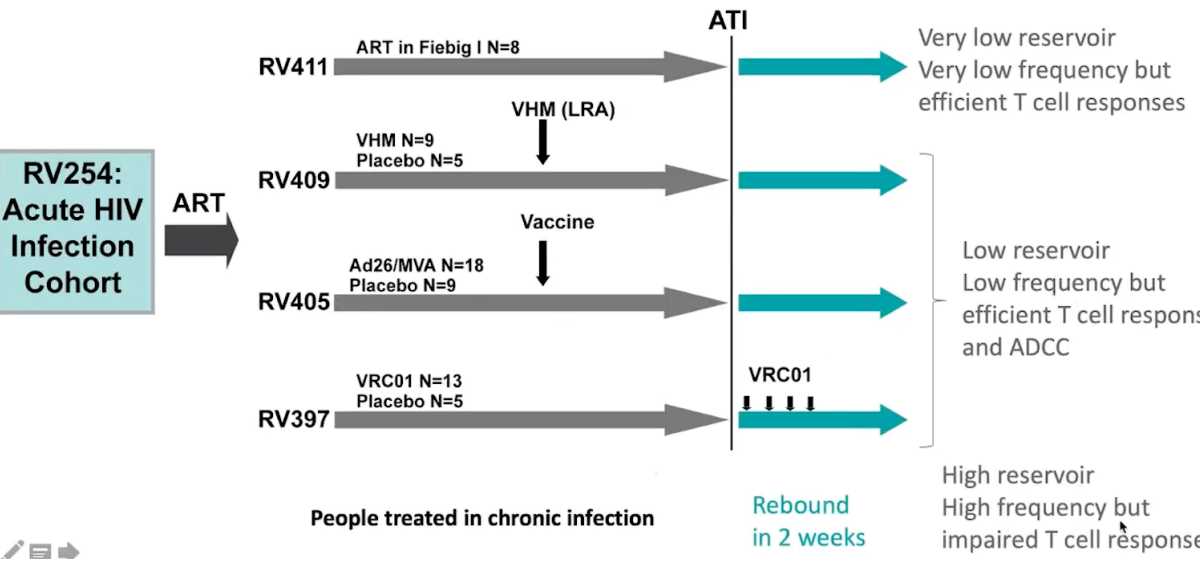 ATI
RV254:
Acute HIV
Infection
Cohort
ART
RV411
ART in Fiebig I N=8
Very low reservoir
Very low frequency but
efficient T cell responses
VHM (LRA)
VHM N=9
Placebo N=5
RV409
Vaccine
Ad26/MVA N=18
Placebo N=9
RV405
Low reservoir
Low frequency but
efficient T cell respons
and ADCC
VRC01 N=13
Placebo N=5
RV397
VRC01
People treated in chronic infection
Rebound
in 2 weeks
High reservoir
High frequency but
impaired T cell response